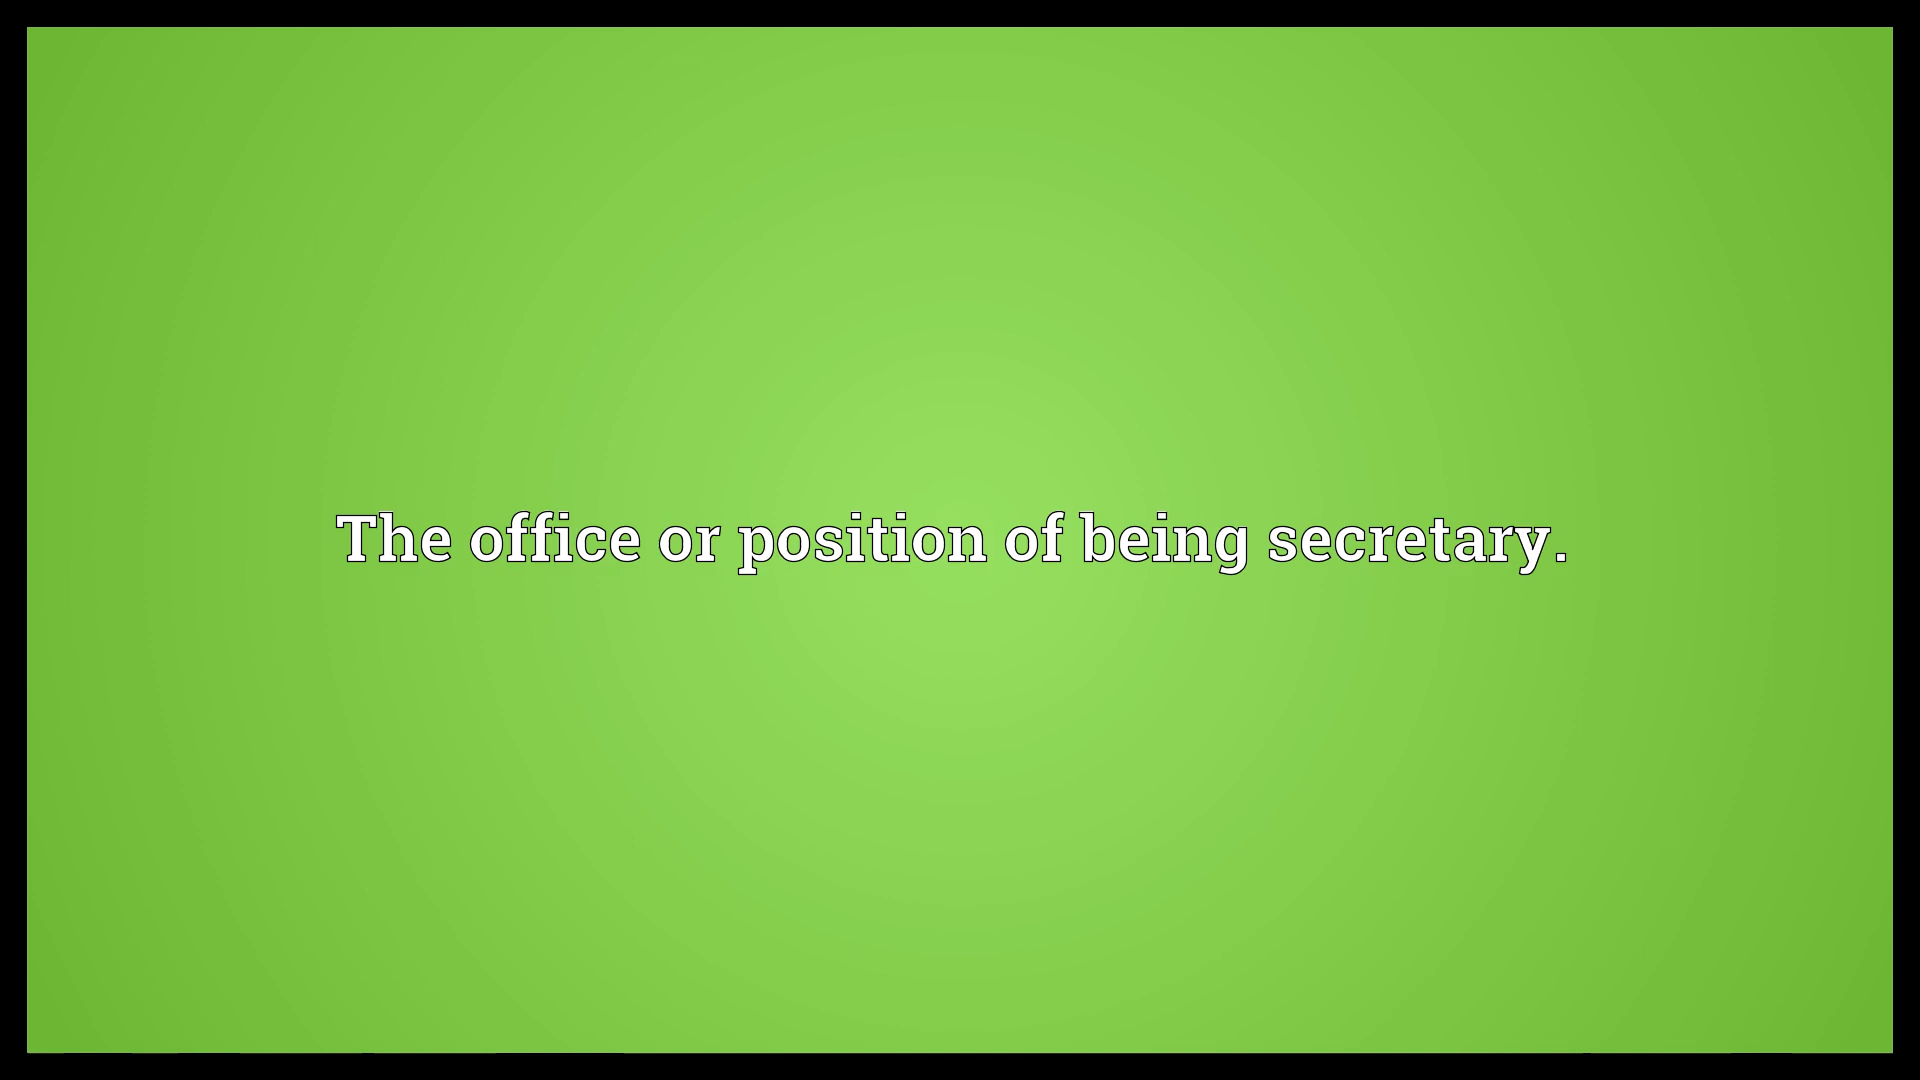 The office or position of being secretary.